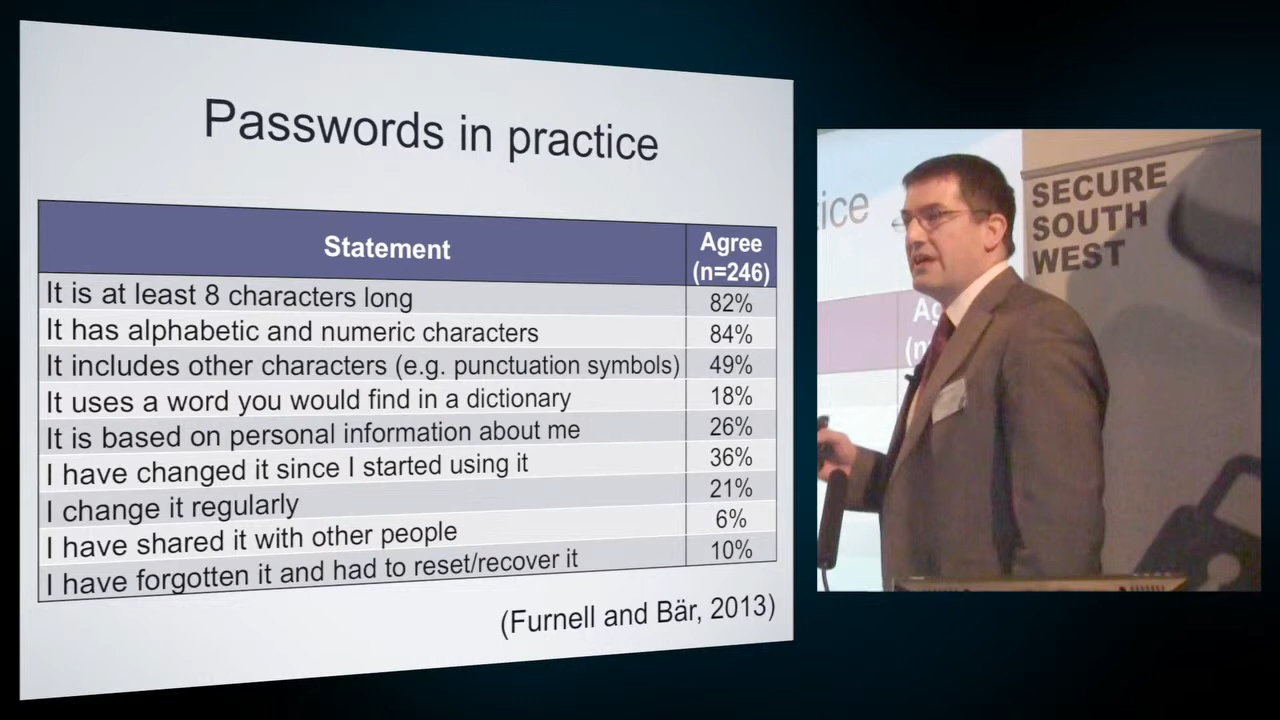 Passwords in practice
Statement
Agree
(n=246)
It is at least 8 characters long 82%
It has alphabetic and numeric characters 84%
It includes other characters (e.g. punctuation symbols) 49%
It uses a word you would find in a dictionary 18%
It is based on personal information about me 26%
I have changed it since I started using it 36%
I change it regularly 21%
I have shared it with other people 6%
I have forgotten it and had to reset/recover it 10%
(Furnell and Bär, 2013)
SECURE
SOUTH
WEST